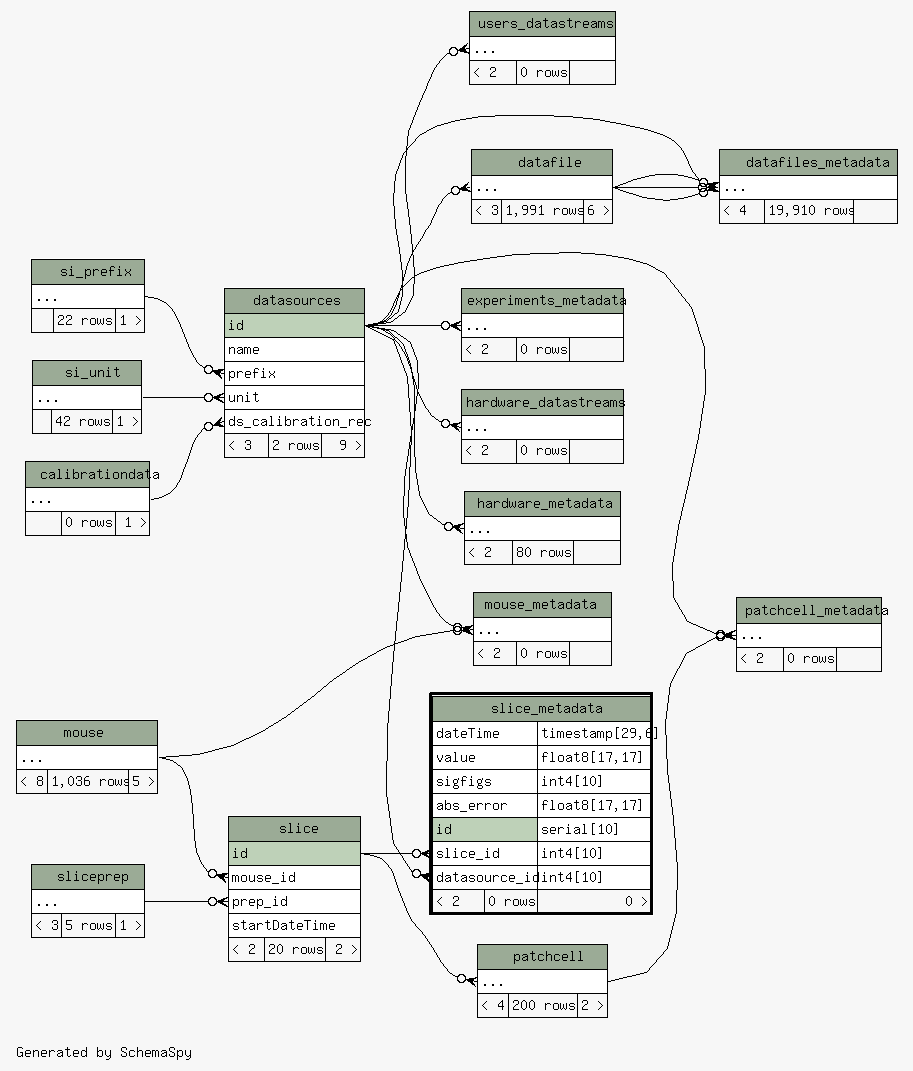 users_datastreams
...
< 2 0 rows
datafile
...
< 3 1,991 rows 6 >
datafiles_metadata
...
< 4 19,910 rows
si_prefix
...
22 rows 1 >
datasources
id
name
prefix
unit
ds_calibration_rec
< 3 2 rows 9 >
experiments_metadata
...
< 2 0 rows
si_unit
...
42 rows 1 >
hardware_datastreams
...
< 2 0 rows
calibrationdata
...
0 rows 1 >
hardware_metadata
...
< 2 80 rows
mouse_metadata
...
< 2 0 rows
patchcell_metadata
...
< 2 0 rows
mouse
...
< 8 1,036 rows 5 >
slice_metadata
dateTime timestamp[29,6]
value float8[17,17]
sigfigs int4[10]
abs_error float8[17,17]
id serial[10]
slice_id int4[10]
datasource_id int4[10]
< 2 0 rows 0 >
slice
id
mouse_id
prep_id
startDateTime
< 2 20 rows 2 >
sliceprep
...
< 3 5 rows 1 >
patchcell
...
< 4 200 rows 2 >
Generated by SchemaSpy